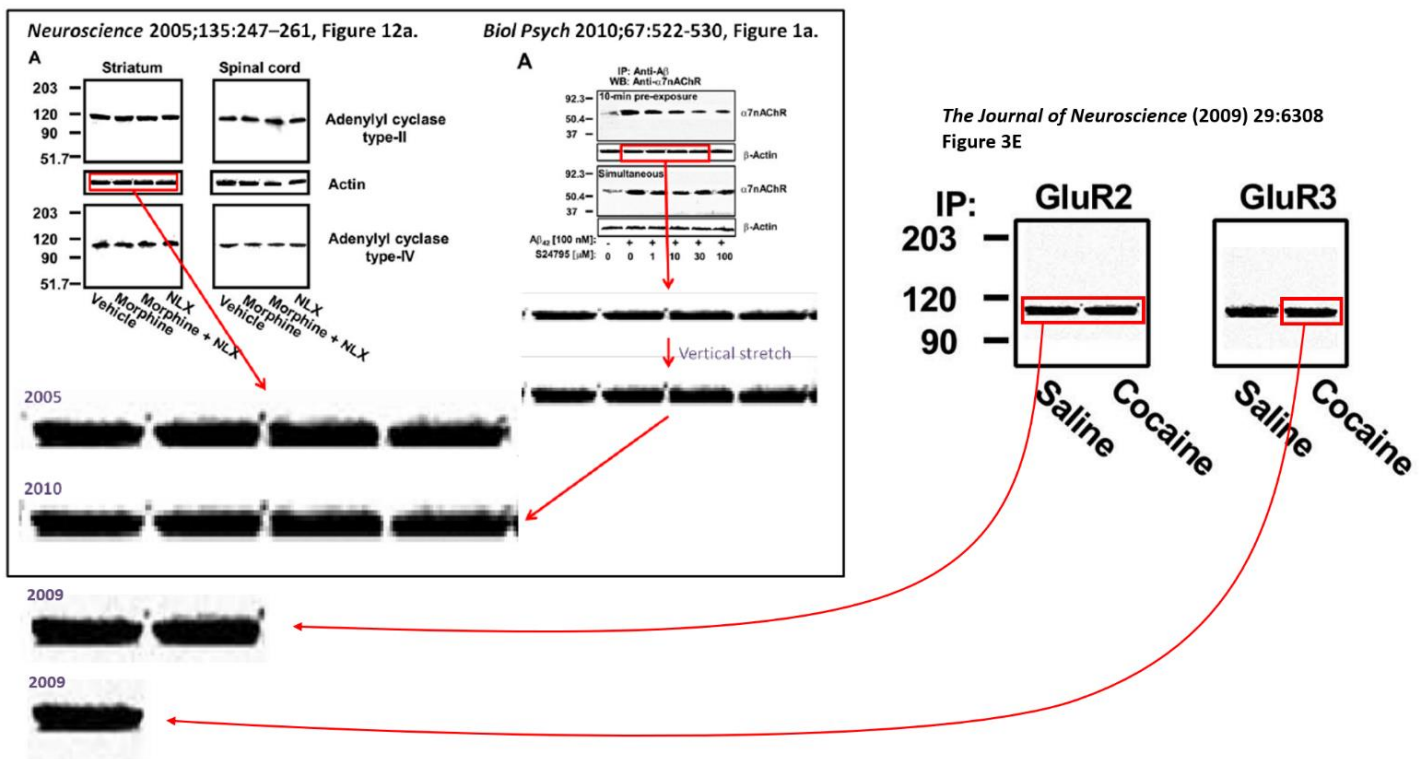 Neuroscience 2005;135:247–261, Figure 12a.
A
Striatum Spinal cord
203
120
90
51.7
Adenylyl cyclase
type-II
Actin
203
120
90
51.7
Adenylyl cyclase
type-IV
Vehicle
Morphine
Morphine + NLX
NLX
Vehicle
Morphine
Morphine + NLX
NLX
Biol Psych 2010;67:522-530, Figure 1a.
A
IP: Anti-Aβ
WB: Anti-α7nAChR
10-min pre-exposure
92.3
50.4
37
α7nAChR
β-Actin
Simultaneous
92.3
50.4
37
α7nAChR
β-Actin
Aβ42 [100 nM]: - + + + + +
S24795 [μM]: 0 0 1 10 30 100
Vertical stretch
2005
2010
2009
2009
The Journal of Neuroscience (2009) 29:6308
Figure 3E
IP: GluR2 GluR3
203
120
90
Saline
Cocaine
Saline
Cocaine